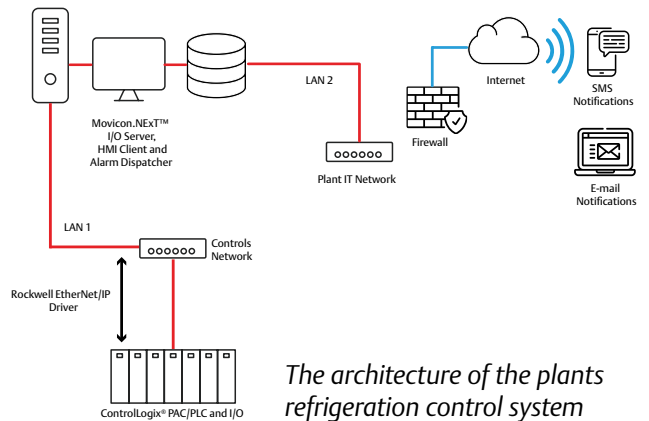 LAN 2
Internet
SMS
Notifications
Movicon.NExT™
I/O Server,
HMI Client and
Alarm Dispatcher
Firewall
Plant IT Network
E-mail
Notifications
LAN 1
Controls
Network
Rockwell EtherNet/IP
Driver
ControlLogix® PAC/PLC and I/O
The architecture of the plants
refrigeration control system